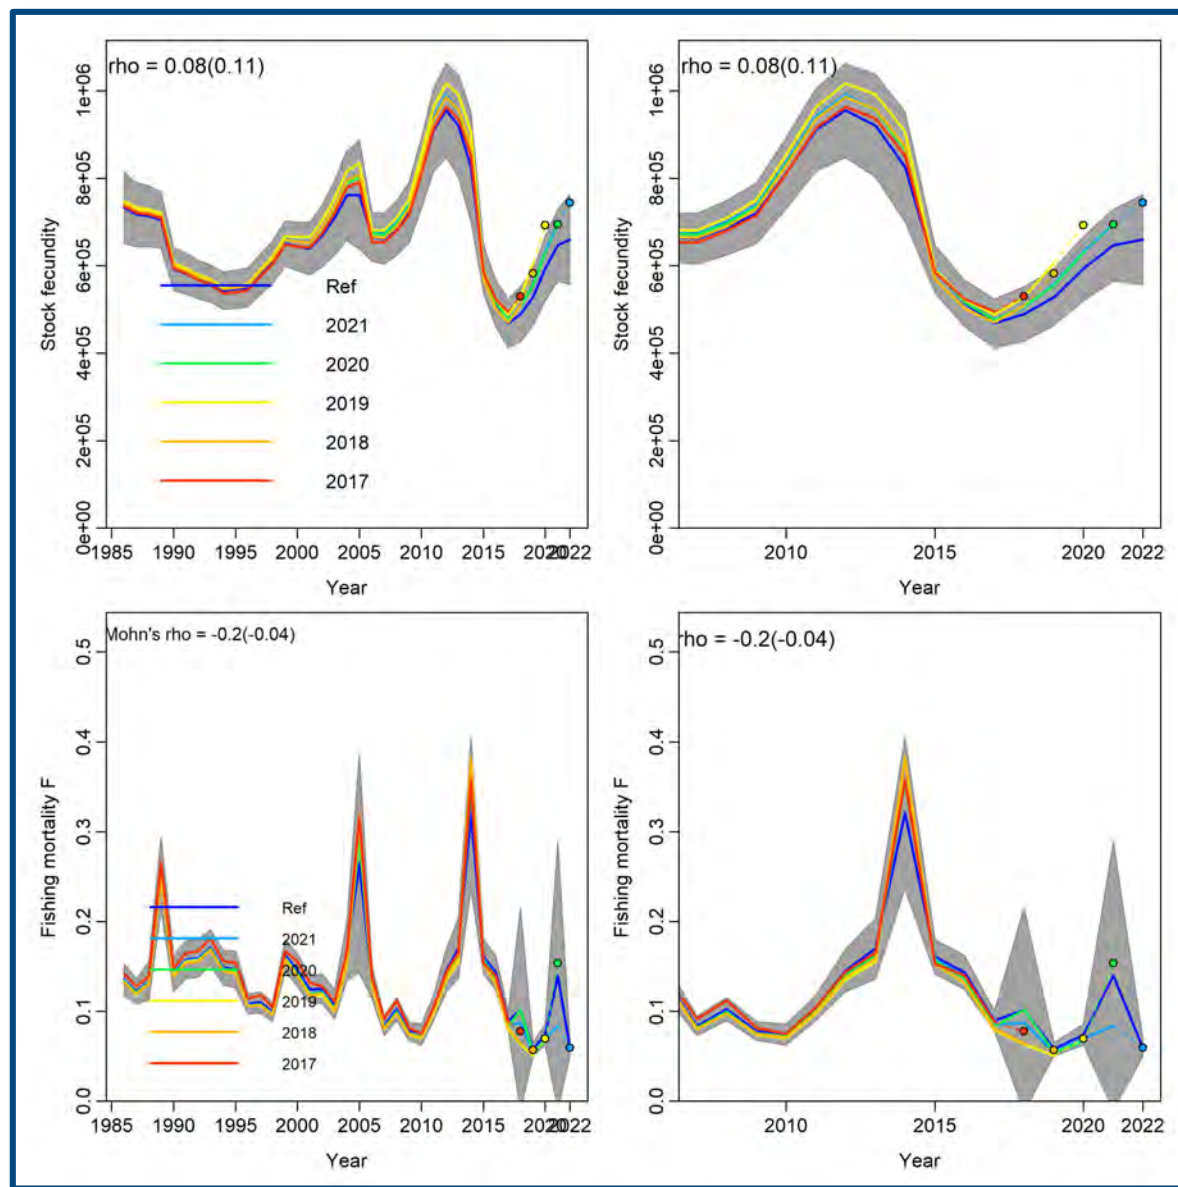 rho = 0.08(0.11)
Stock fecundity
1e+06
8e+05
6e+05
4e+05
2e+05
0e+00
Ref
2021
2020
2019
2018
2017
1985 1990 1995 2000 2005 2010 2015 2020 2022
Year
rho = 0.08(0.11)
Stock fecundity
1e+06
8e+05
6e+05
4e+05
2e+05
0e+00
2010 2015 2020 2022
Year
Mohn's rho = -0.2(-0.04)
Fishing mortality F
0.5
0.4
0.3
0.2
0.1
0.0
Ref
2021
2020
2019
2018
2017
1985 1990 1995 2000 2005 2010 2015 2020 2022
Year
rho = -0.2(-0.04)
Fishing mortality F
0.5
0.4
0.3
0.2
0.1
0.0
2010 2015 2020 2022
Year